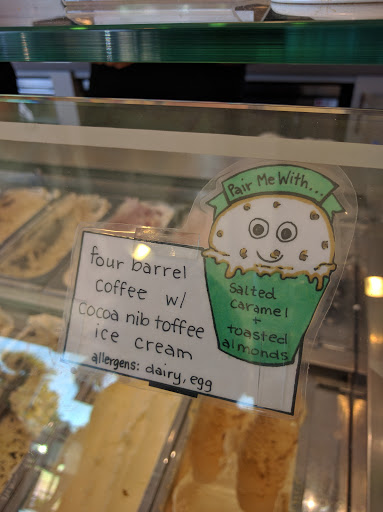 Pair Me With...
four barrel
coffee w/
cocoa nib toffee
ice cream
allergens: dairy, egg
Salted
caramel
+
toasted
almonds